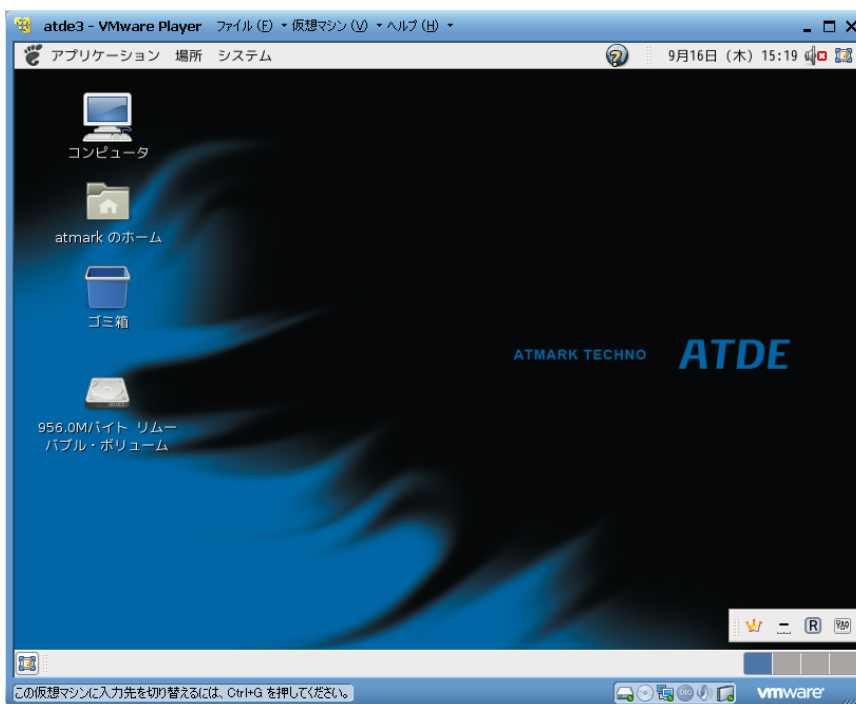 atde3 - VMware Player ファイル(F) 仮想マシン(V) ヘルプ(H)
アプリケーション 場所 システム 9月16日 (木) 15:19
コンピュータ
atmark のホーム
ゴミ箱
ATMARK TECHNO ATDE
956.0Mバイト リムー
バブル・ボリューム
R
この仮想マシンに入力先を切り替えるには、Ctrl+G を押してください。 vmware